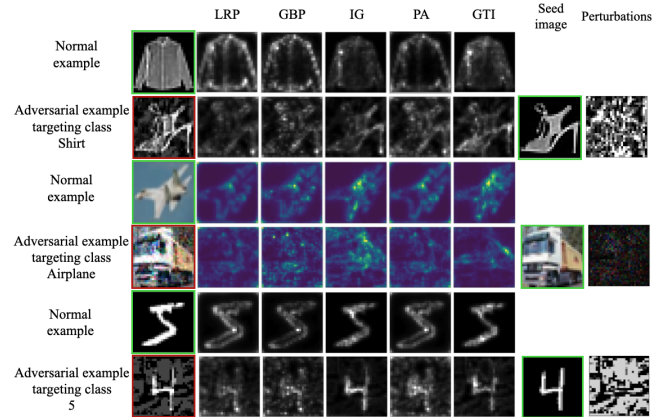 LRP GBP IG PA GTI Seed image Perturbations
Normal example
Adversarial example targeting class Shirt
Normal example
Adversarial example targeting class Airplane
Normal example
Adversarial example targeting class 5